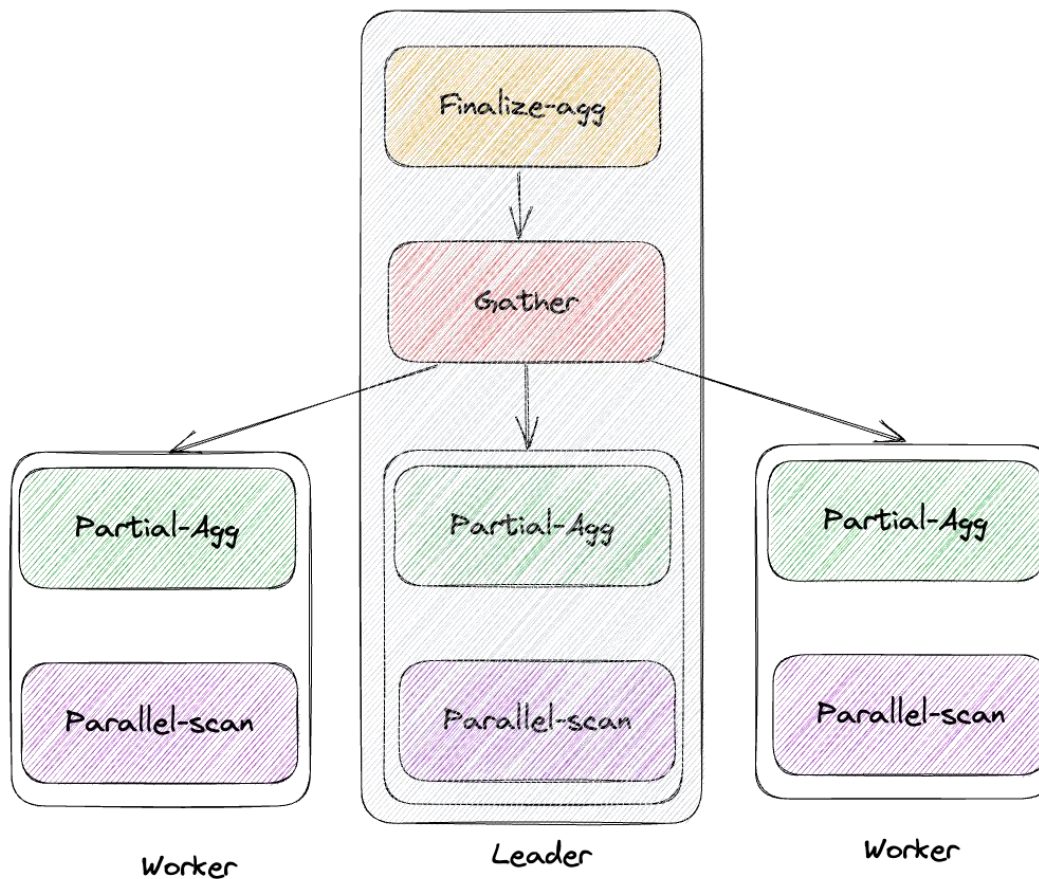 Finalize-agg
Gather
Partial-Agg
Partial-Agg
Partial-Agg
Parallel-scan
Parallel-scan
Parallel-scan
Worker
Leader
Worker